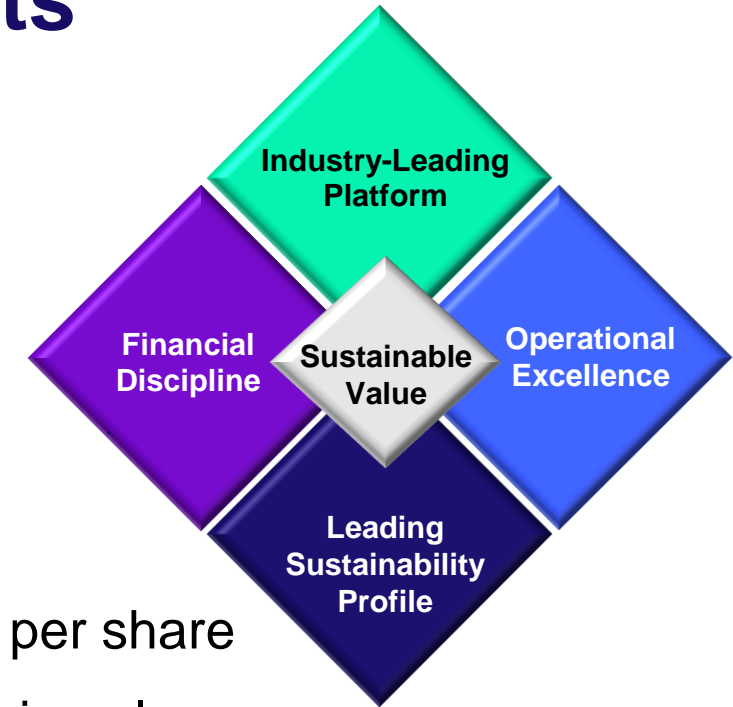 ts
Industry-Leading
Platform
Financial
Discipline
Sustainable
Value
Operational
Excellence
Leading
Sustainability
Profile
per share